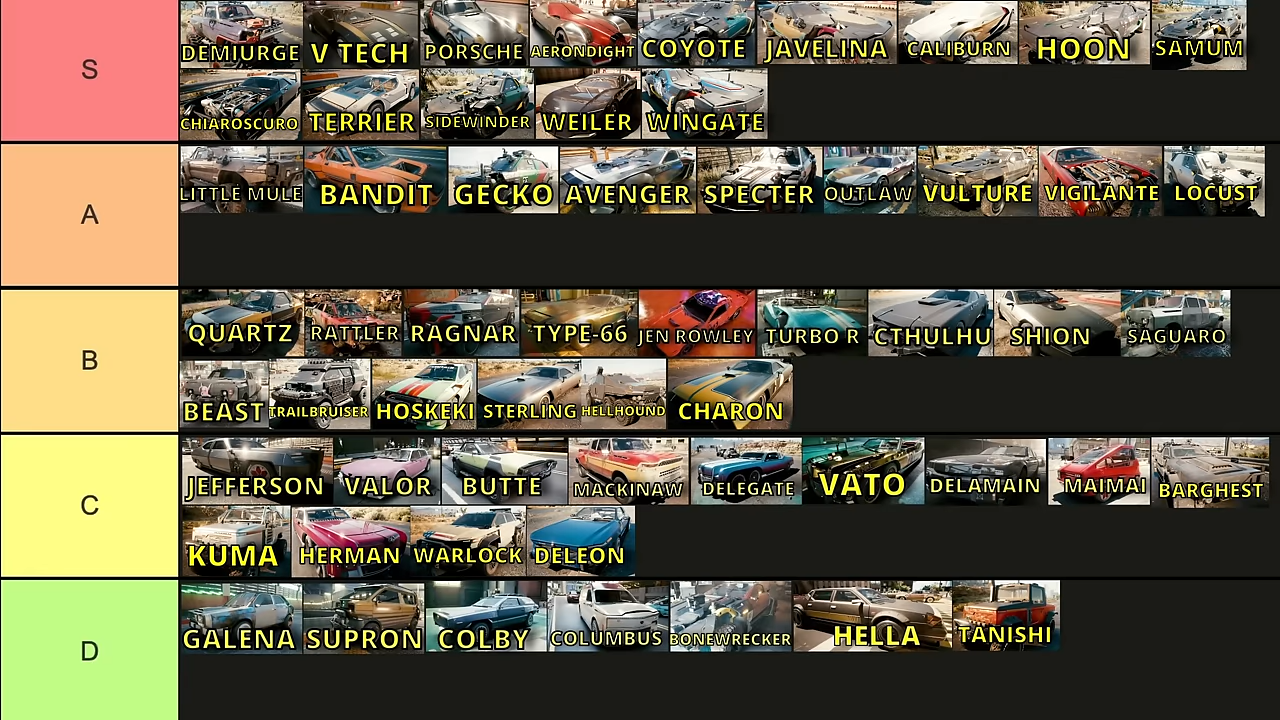 S
DEMIURGE V TECH PORSCHE AERONDIGHT COYOTE JAVELINA CALIBURN HOON SAMUM
CHIAROSCURO TERRIER SIDEWINDER WEILER WINGATE
A
LITTLE MULE BANDIT GECKO AVENGER SPECTER OUTLAW VULTURE VIGILANTE LOCUST
B
QUARTZ RATTLER RAGNAR TYPE-66 JEN ROWLEY TURBO R CTHULHU SHION SAGUARO
BEAST TRAILBRUISER HOSKEKI STERLING HELLHOUND CHARON
C
JEFFERSON VALOR BUTTE MACKINAW DELEGATE VATO DELAMAIN MAIMAI BARGHEST
KUMA HERMAN WARLOCK DELEON
D
GALENA SUPRON COLBY COLUMBUS BONEWRECKER HELLA TANISHI